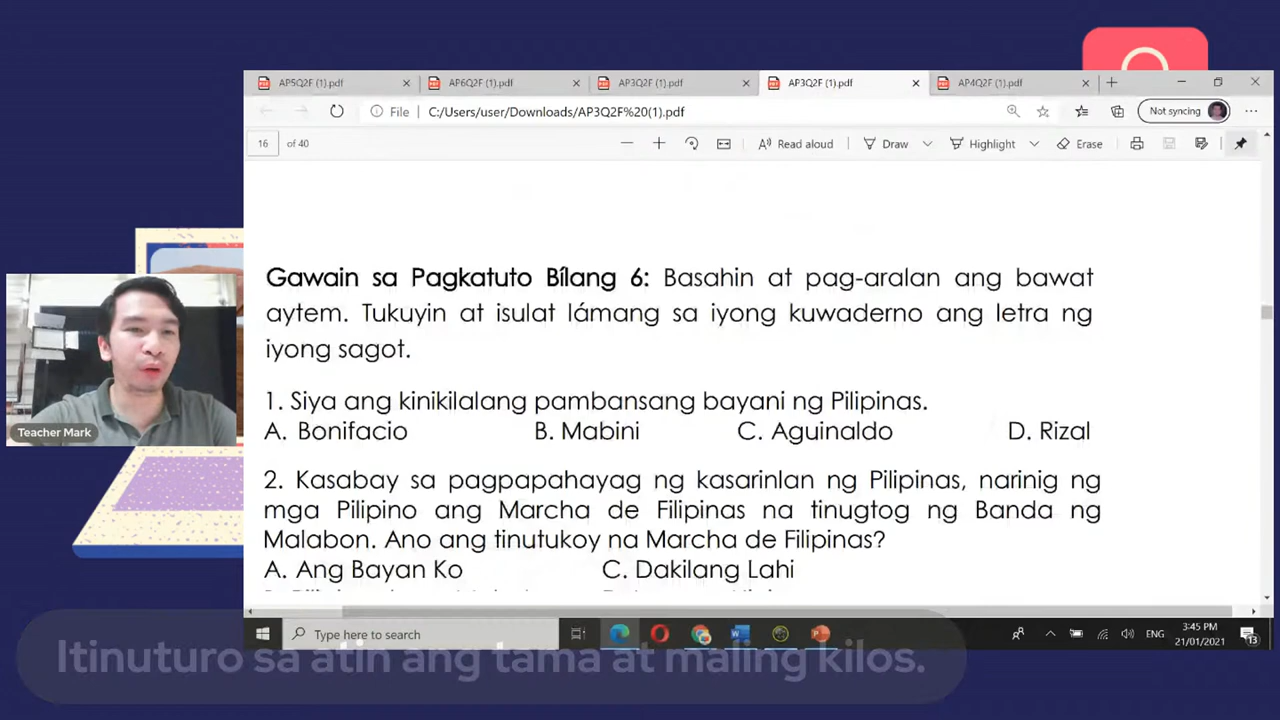 AP5Q2F (1).pdf
AP6Q2F (1).pdf
AP3Q2F (1).pdf
AP3Q2F (1).pdf
AP4Q2F (1).pdf
File C:/Users/user/Downloads/AP3Q2F%20(1).pdf
Not syncing
16 of 40
Read aloud
Draw
Highlight
Erase
Gawain sa Pagkatuto Bílang 6: Basahin at pag-aralan ang bawat
aytem. Tukuyin at isulat lámang sa iyong kuwaderno ang letra ng
iyong sagot.
1. Siya ang kinikilalang pambansang bayani ng Pilipinas.
A. Bonifacio B. Mabini C. Aguinaldo D. Rizal
2. Kasabay sa pagpapahayag ng kasarinlan ng Pilipinas, narinig ng
mga Pilipino ang Marcha de Filipinas na tinugtog ng Banda ng
Malabon. Ano ang tinutukoy na Marcha de Filipinas?
A. Ang Bayan Ko C. Dakilang Lahi
Teacher Mark
Type here to search
ENG
3:45 PM
21/01/2021
13
Itinuturo sa atin ang tama at maling kilos.